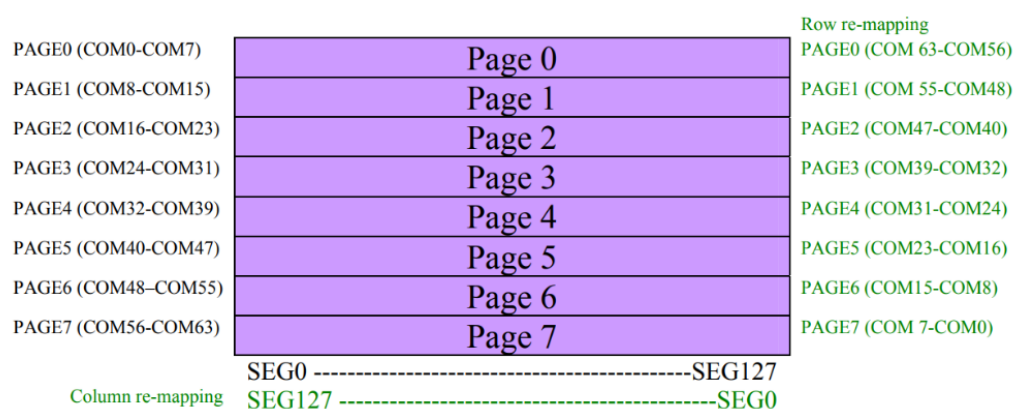 Row re-mapping
PAGE0 (COM0-COM7) Page 0 PAGE0 (COM 63-COM56)
PAGE1 (COM8-COM15) Page 1 PAGE1 (COM 55-COM48)
PAGE2 (COM16-COM23) Page 2 PAGE2 (COM47-COM40)
PAGE3 (COM24-COM31) Page 3 PAGE3 (COM39-COM32)
PAGE4 (COM32-COM39) Page 4 PAGE4 (COM31-COM24)
PAGE5 (COM40-COM47) Page 5 PAGE5 (COM23-COM16)
PAGE6 (COM48–COM55) Page 6 PAGE6 (COM15-COM8)
PAGE7 (COM56-COM63) Page 7 PAGE7 (COM 7-COM0)
SEG0 ---------------------------------------------SEG127
Column re-mapping SEG127 ---------------------------------------------SEG0